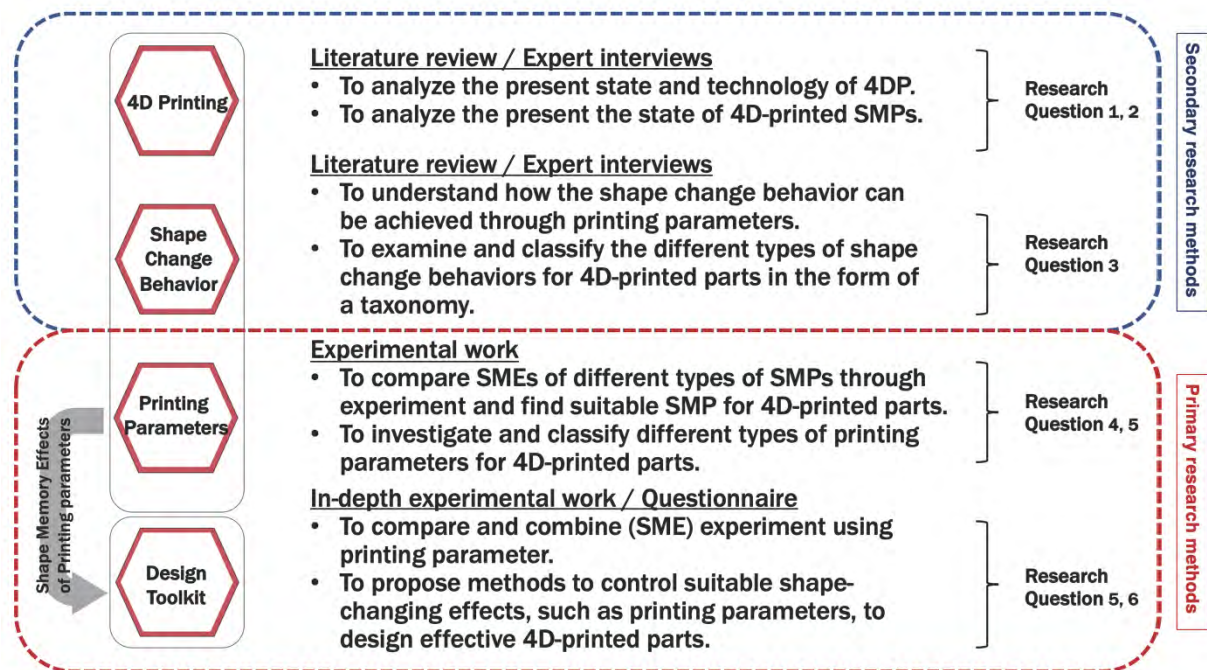 4D Printing
Literature review / Expert interviews
• To analyze the present state and technology of 4DP.
• To analyze the present the state of 4D-printed SMPs.
Research
Question 1, 2
Shape
Change
Behavior
Literature review / Expert interviews
• To understand how the shape change behavior can
be achieved through printing parameters.
• To examine and classify the different types of shape
change behaviors for 4D-printed parts in the form of
a taxonomy.
Research
Question 3
Secondary research methods
Printing
Parameters
Experimental work
• To compare SMEs of different types of SMPs through
experiment and find suitable SMP for 4D-printed parts.
• To investigate and classify different types of printing
parameters for 4D-printed parts.
Research
Question 4, 5
Shape Memory Effects
of Printing parameters
Design
Toolkit
In-depth experimental work / Questionnaire
• To compare and combine (SME) experiment using
printing parameter.
• To propose methods to control suitable shape-
changing effects, such as printing parameters, to
design effective 4D-printed parts.
Research
Question 5, 6
Primary research methods